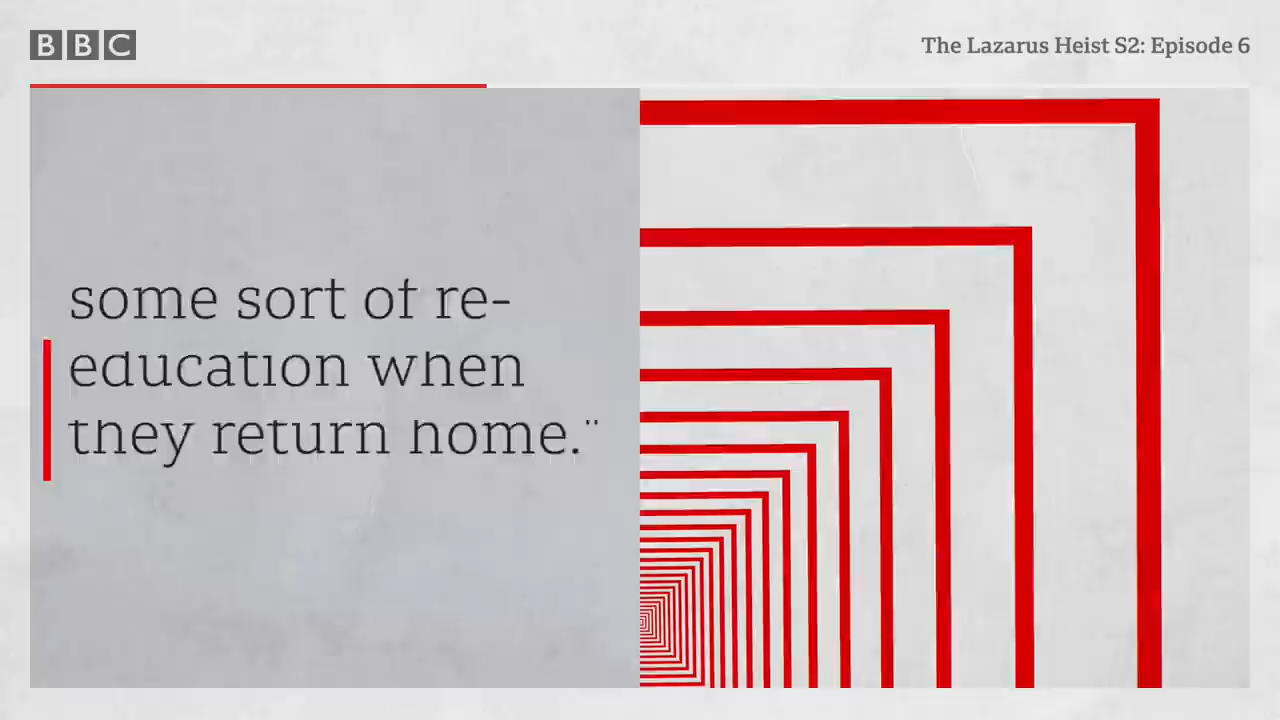 BBC
The Lazarus Heist S2: Episode 6
some sort of re-
education when
they return home."